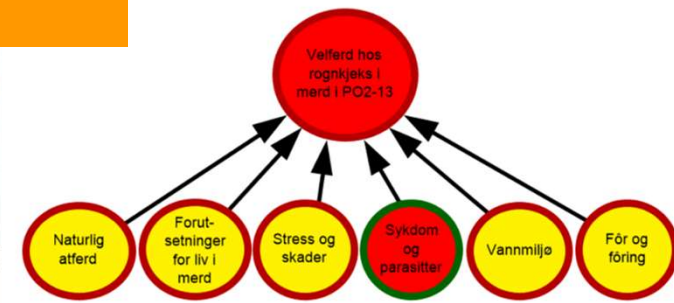 Velferd hos
rognkjeks i
merd i PO2-13
Naturlig
atferd
Forut-
setninger
for liv i
merd
Stress og
skader
Sykdom
og
parasitter
Vannmiljø
Fôr og
fôring